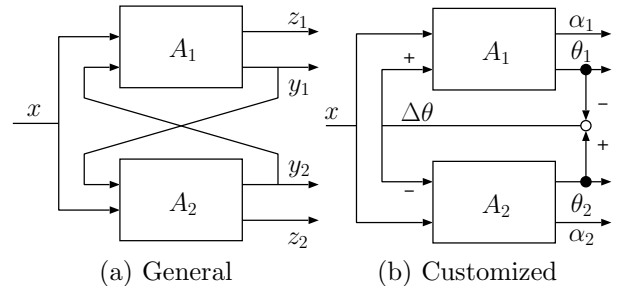 z₁
A₁
y₁
x
y₂
A₂
z₂
(a) General
α₁
θ₁
+
A₁
−
x
Δθ
+
−
A₂
θ₂
α₂
(b) Customized